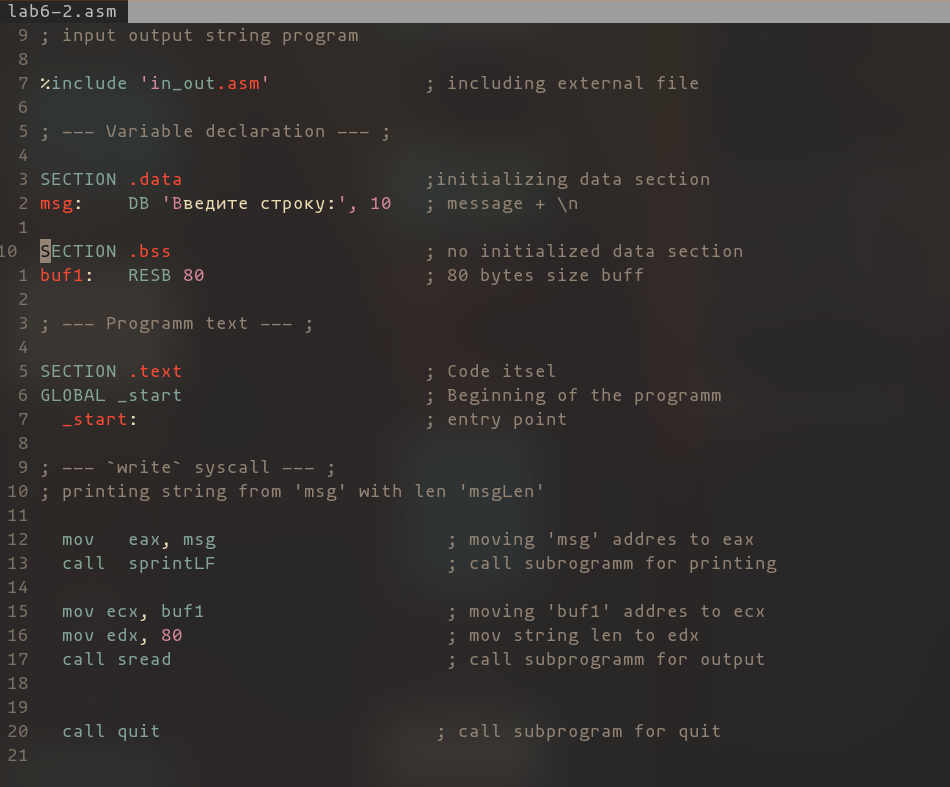 lab6-2.asm
9 ; input output string program
8
7 %include 'in_out.asm' ; including external file
6
5 ; --- Variable declaration --- ;
4
3 SECTION .data ;initializing data section
2 msg: DB 'Введите строку:', 10 ; message + \n
1
10 SECTION .bss ; no initialized data section
1 buf1: RESB 80 ; 80 bytes size buff
2
3 ; --- Programm text --- ;
4
5 SECTION .text ; Code itsel
6 GLOBAL _start ; Beginning of the programm
7 _start: ; entry point
8
9 ; --- `write` syscall --- ;
10 ; printing string from 'msg' with len 'msgLen'
11
12 mov eax, msg ; moving 'msg' addres to eax
13 call sprintLF ; call subrogramm for printing
14
15 mov ecx, buf1 ; moving 'buf1' addres to ecx
16 mov edx, 80 ; mov string len to edx
17 call sread ; call subprogramm for output
18
19
20 call quit ; call subprogram for quit
21